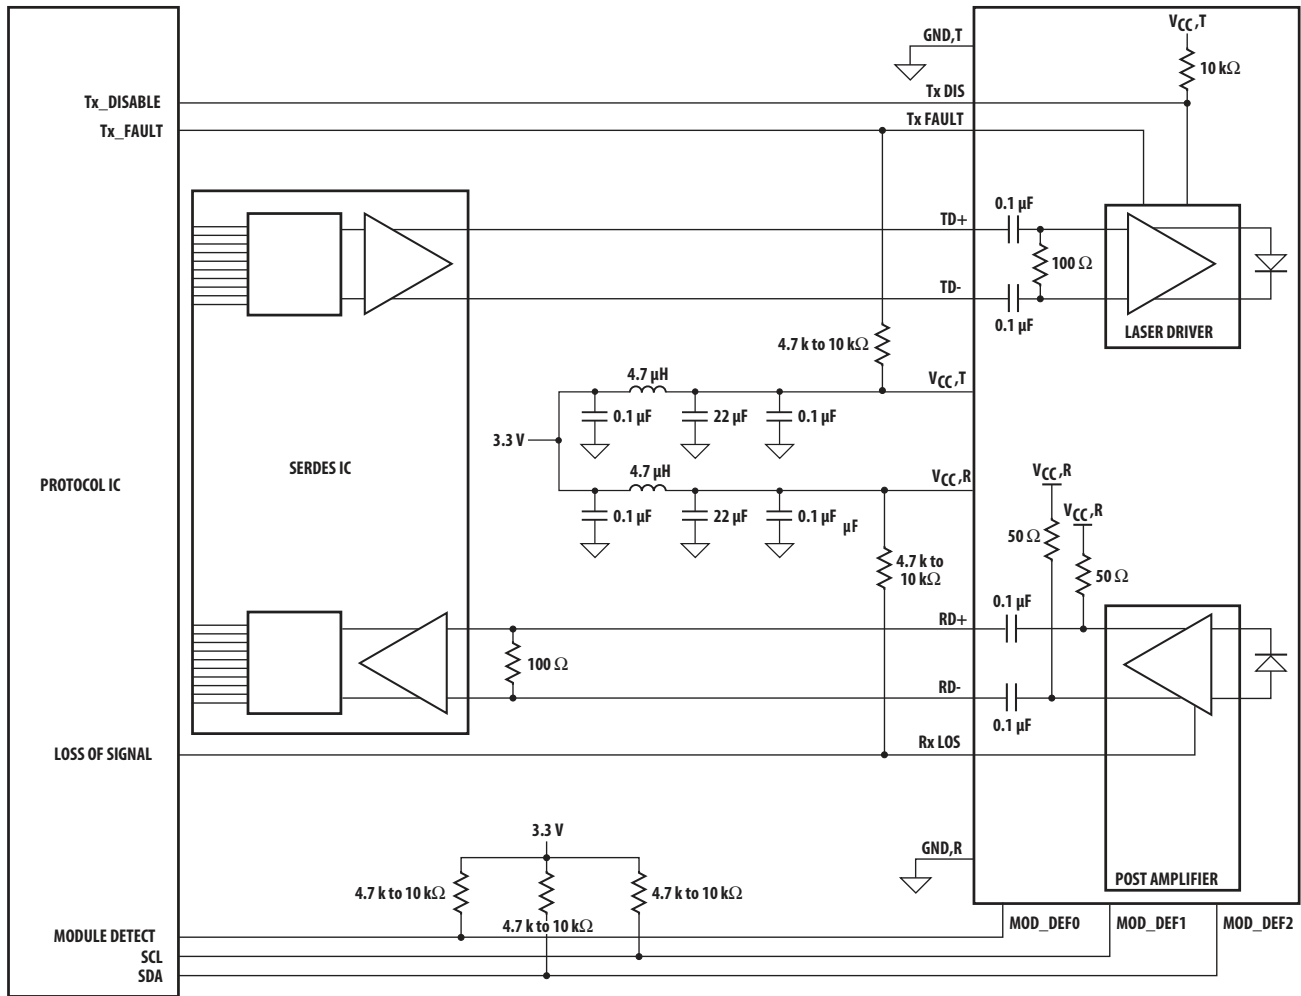 VCC,T
GND,T
10 kΩ
Tx_DISABLE
Tx DIS
Tx_FAULT
Tx FAULT
0.1 µF
TD+
100 Ω
TD-
0.1 µF
LASER DRIVER
4.7 k to 10 kΩ
4.7 µH
VCC,T
0.1 µF
22 µF
0.1 µF
3.3 V
SERDES IC
4.7 µH
VCC,R
VCC,R
PROTOCOL IC
0.1 µF
22 µF
0.1 µF
µF
VCC,R
50 Ω
4.7 k to
10 kΩ
50 Ω
0.1 µF
RD+
100 Ω
RD-
0.1 µF
LOSS OF SIGNAL
Rx LOS
3.3 V
GND,R
4.7 k to 10 kΩ
4.7 k to 10 kΩ
4.7 k to 10 kΩ
POST AMPLIFIER
MODULE DETECT
MOD_DEF0
MOD_DEF1
MOD_DEF2
SCL
SDA